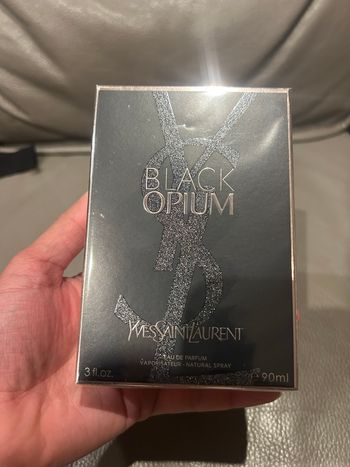 BLACK
OPIUM
YVESSAINTLAURENT
EAU DE PARFUM
VAPORISATEUR - NATURAL SPRAY
3 fl.oz. ℮ 90ml